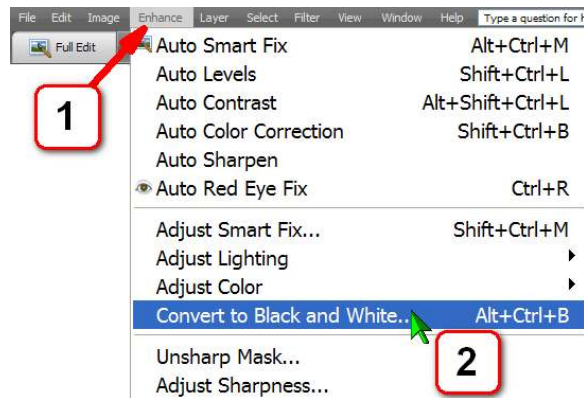 File Edit Image Enhance Layer Select Filter View Window Help Type a question for h
Full Edit
1
Auto Smart Fix Alt+Ctrl+M
Auto Levels Shift+Ctrl+L
Auto Contrast Alt+Shift+Ctrl+L
Auto Color Correction Shift+Ctrl+B
Auto Sharpen
Auto Red Eye Fix Ctrl+R
Adjust Smart Fix... Shift+Ctrl+M
Adjust Lighting
Adjust Color
Convert to Black and White... Alt+Ctrl+B
2
Unsharp Mask...
Adjust Sharpness...